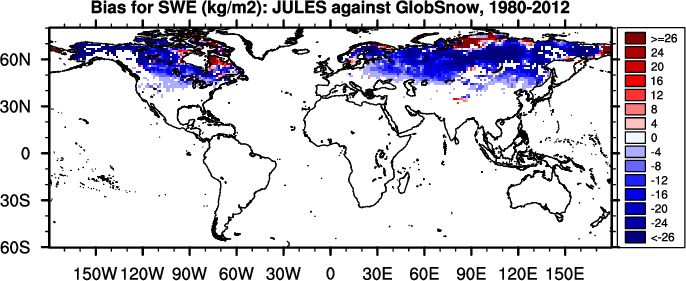 Bias for SWE (kg/m2): JULES against GlobSnow, 1980-2012
60N
30N
0
30S
60S
150W 120W 90W 60W 30W 0 30E 60E 90E 120E 150E
>=26
24
20
16
12
8
4
0
-4
-8
-12
-16
-20
-24
<-26